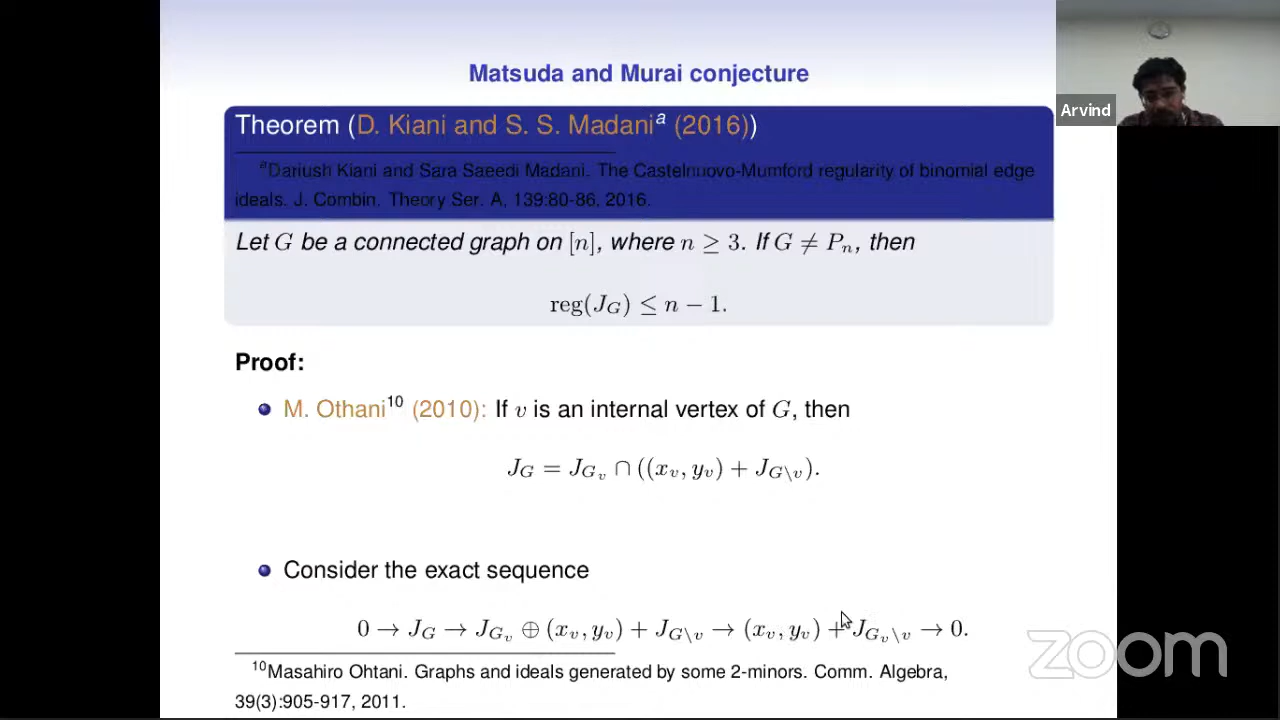 Matsuda and Murai conjecture
Arvind
Theorem (D. Kiani and S. S. Madaniᵃ (2016))
ᵃDariush Kiani and Sara Saeedi Madani. The Castelnuovo-Mumford regularity of binomial edge
ideals. J. Combin. Theory Ser. A, 139:80-86, 2016.
Let G be a connected graph on [n], where n ≥ 3. If G ≠ Pₙ, then
reg(J_G) ≤ n − 1.
Proof:
M. Othani¹⁰ (2010): If v is an internal vertex of G, then
J_G = J_{G_v} ∩ ((x_v, y_v) + J_{G\v}).
Consider the exact sequence
0 → J_G → J_{G_v} ⊕ (x_v, y_v) + J_{G\v} → (x_v, y_v) + J_{G_v\v} → 0.
¹⁰Masahiro Ohtani. Graphs and ideals generated by some 2-minors. Comm. Algebra,
39(3):905-917, 2011.
zoom